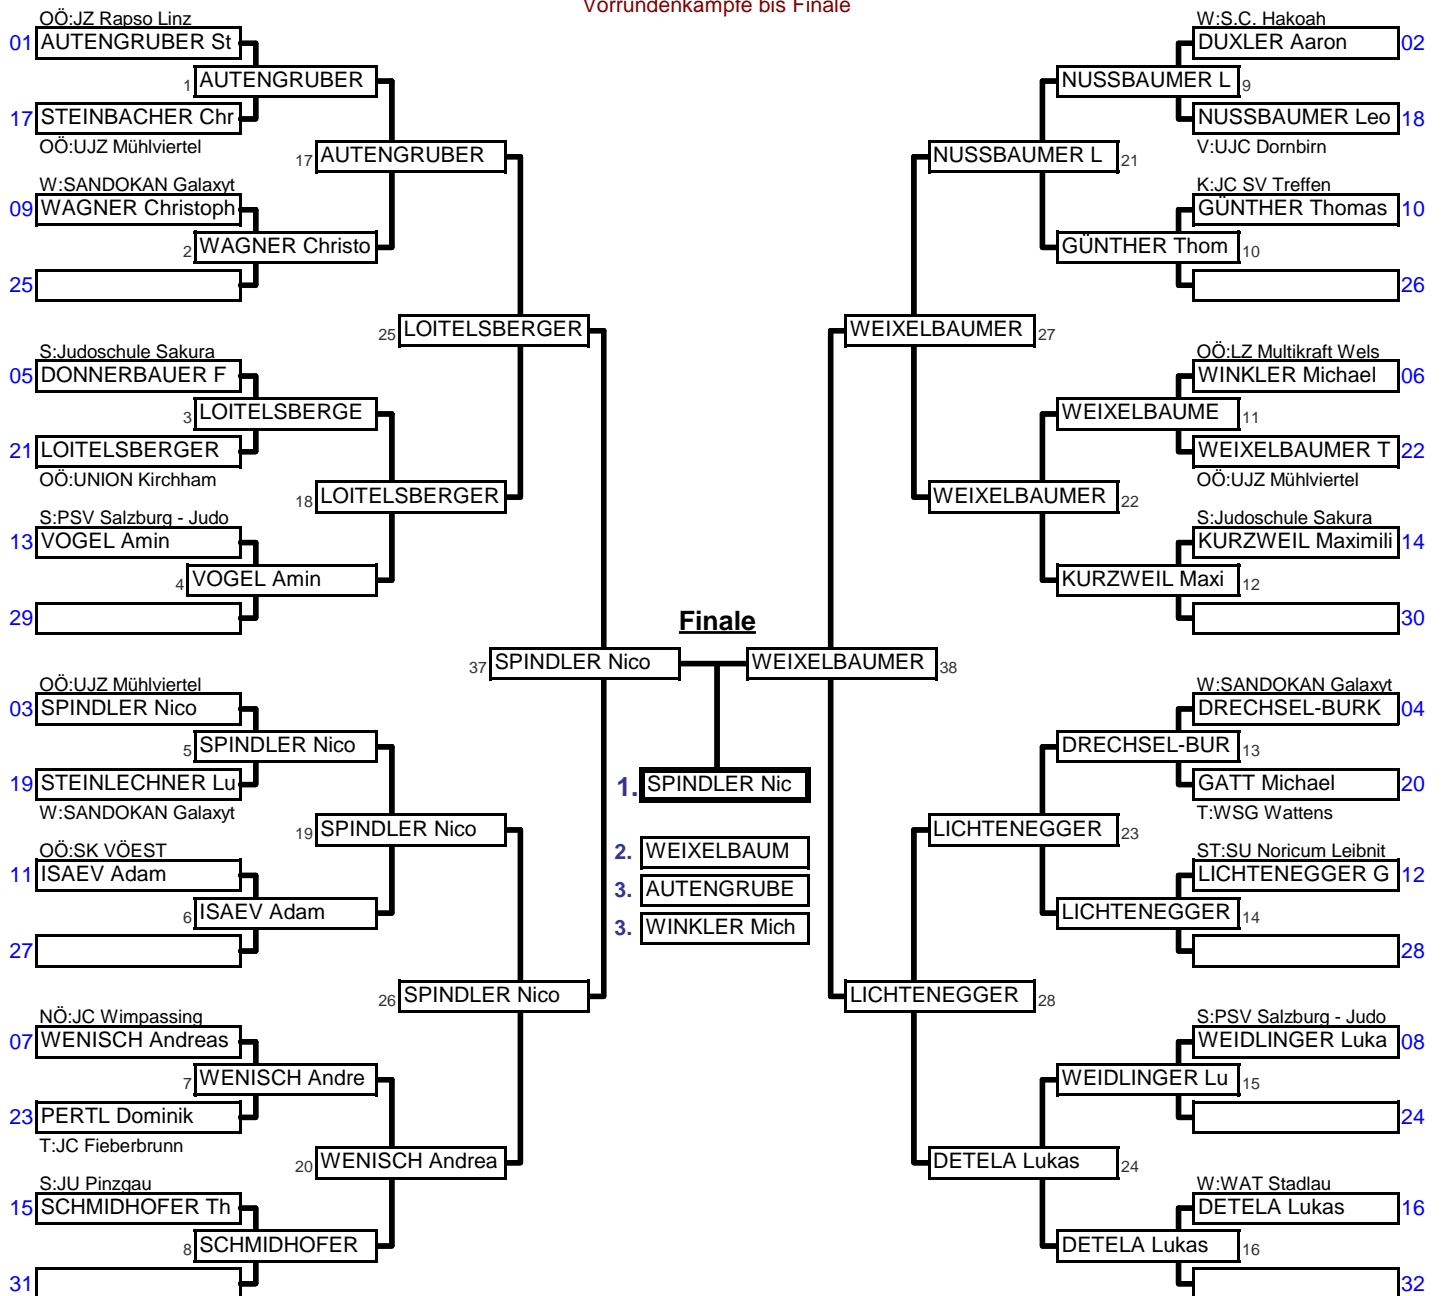 Vorrundenkämpfe bis Finale
OÖ:JZ Rapso Linz
01 AUTENGRUBER St
1 AUTENGRUBER
17 STEINBACHER Chr
OÖ:UJZ Mühlviertel
17 AUTENGRUBER
W:SANDOKAN Galaxyt
09 WAGNER Christoph
2 WAGNER Christo
25
25 LOITELSBERGER
S:Judoschule Sakura
05 DONNERBAUER F
3 LOITELSBERGE
21 LOITELSBERGER
OÖ:UNION Kirchham
18 LOITELSBERGER
S:PSV Salzburg - Judo
13 VOGEL Amin
4 VOGEL Amin
29
37 SPINDLER Nico
OÖ:UJZ Mühlviertel
03 SPINDLER Nico
5 SPINDLER Nico
19 STEINLECHNER Lu
W:SANDOKAN Galaxyt
19 SPINDLER Nico
OÖ:SK VÖEST
11 ISAEV Adam
6 ISAEV Adam
27
26 SPINDLER Nico
NÖ:JC Wimpassing
07 WENISCH Andreas
7 WENISCH Andre
23 PERTL Dominik
T:JC Fieberbrunn
20 WENISCH Andrea
S:JU Pinzgau
15 SCHMIDHOFER Th
8 SCHMIDHOFER
31
Finale
1. SPINDLER Nic
2. WEIXELBAUM
3. AUTENGRUBE
3. WINKLER Mich
W:S.C. Hakoah
DUXLER Aaron 02
NUSSBAUMER L 9
NUSSBAUMER Leo 18
V:UJC Dornbirn
NUSSBAUMER L 21
K:JC SV Treffen
GÜNTHER Thomas 10
GÜNTHER Thom 10
26
WEIXELBAUMER 27
OÖ:LZ Multikraft Wels
WINKLER Michael 06
WEIXELBAUME 11
WEIXELBAUMER T 22
OÖ:UJZ Mühlviertel
WEIXELBAUMER 22
S:Judoschule Sakura
KURZWEIL Maximili 14
KURZWEIL Maxi 12
30
WEIXELBAUMER 38
W:SANDOKAN Galaxyt
DRECHSEL-BURK 04
DRECHSEL-BUR 13
GATT Michael 20
T:WSG Wattens
LICHTENEGGER 23
ST:SU Noricum Leibnit
LICHTENEGGER G 12
LICHTENEGGER 14
28
LICHTENEGGER 28
S:PSV Salzburg - Judo
WEIDLINGER Luka 08
WEIDLINGER Lu 15
24
DETELA Lukas 24
W:WAT Stadlau
DETELA Lukas 16
DETELA Lukas 16
32